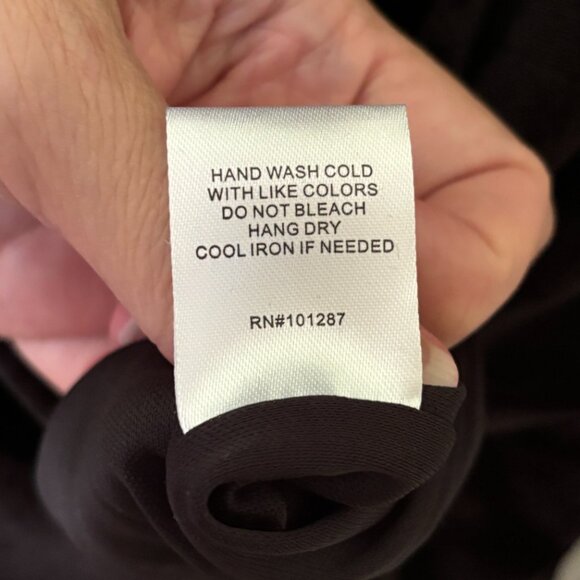 HAND WASH COLD
WITH LIKE COLORS
DO NOT BLEACH
HANG DRY
COOL IRON IF NEEDED
RN#101287